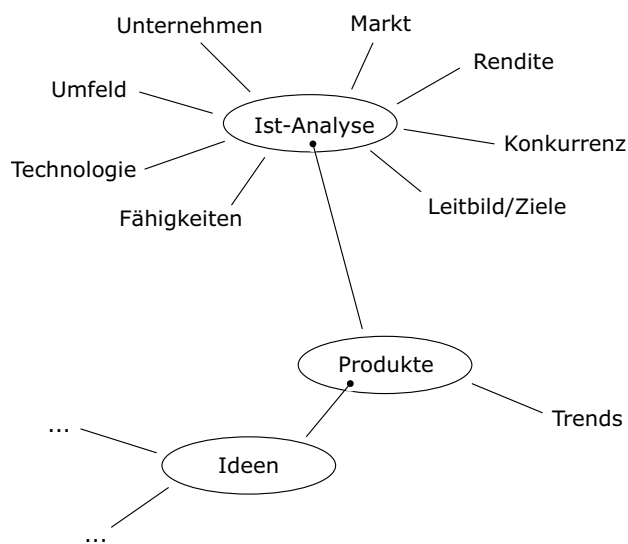 Unternehmen
Markt
Rendite
Umfeld
Ist-Analyse
Konkurrenz
Technologie
Leitbild/Ziele
Fähigkeiten
Produkte
Trends
...
Ideen
...